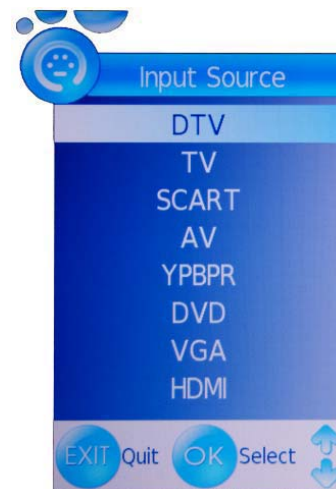 Input Source
DTV
TV
SCART
AV
YPBPR
DVD
VGA
HDMI
EXIT Quit OK Select